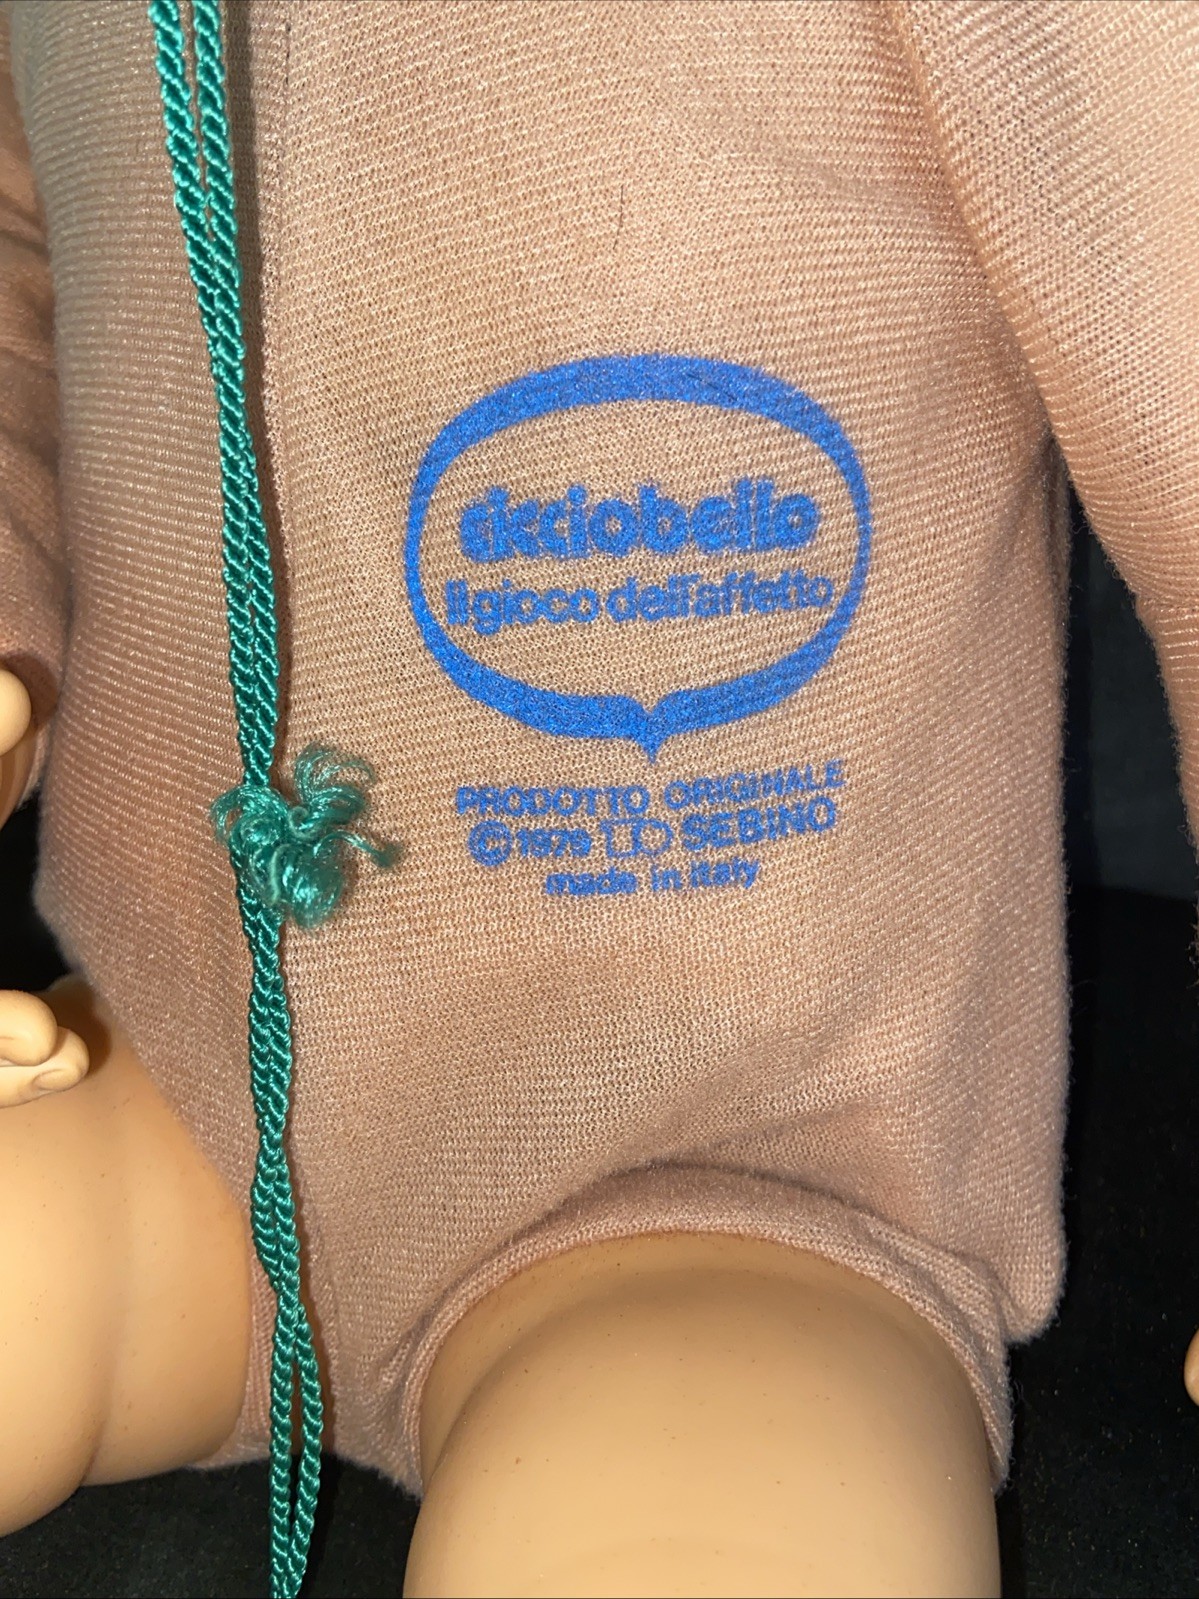 cicciobello
il gioco dell'affetto
PRODOTTO ORIGINALE
© 1979 SEBINO
made in italy